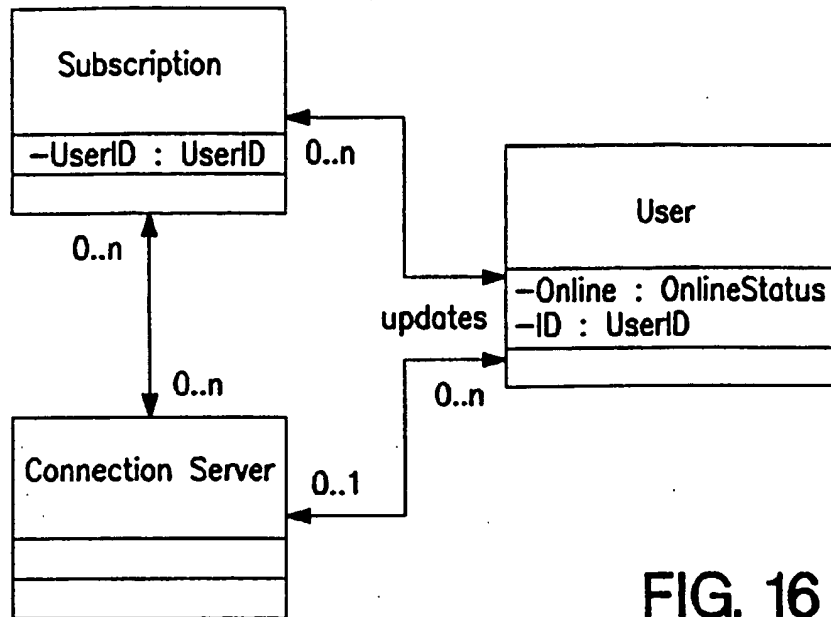 Subscription
-UserID : UserID
0..n
0..n
User
-Online : OnlineStatus
-ID : UserID
updates
0..n
0..n
Connection Server
0..1
FIG. 16